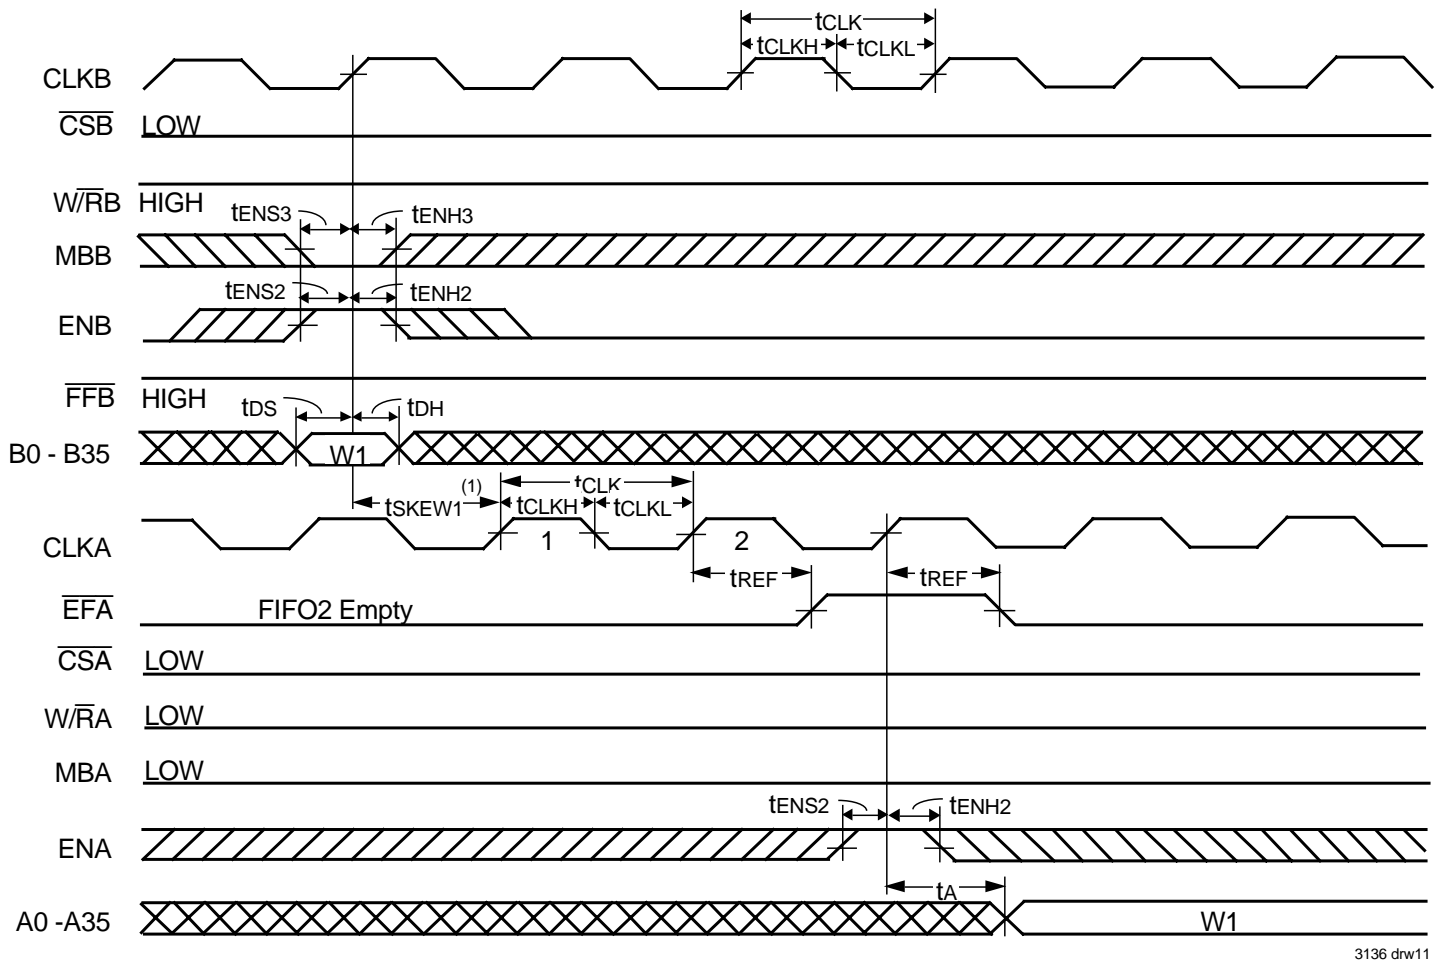 tCLK
tCLKH tCLKL
CLKB
CSB LOW
W/RB HIGH
tENS3 tENH3
MBB
tENS2 tENH2
ENB
FFB HIGH
tDS tDH
B0 - B35 W1
tSKEW1 (1) tCLK
tCLKH tCLKL
CLKA 1 2
tREF tREF
EFA FIFO2 Empty
CSA LOW
W/RA LOW
MBA LOW
tENS2 tENH2
ENA
tA
A0 -A35 W1
3136 drw11